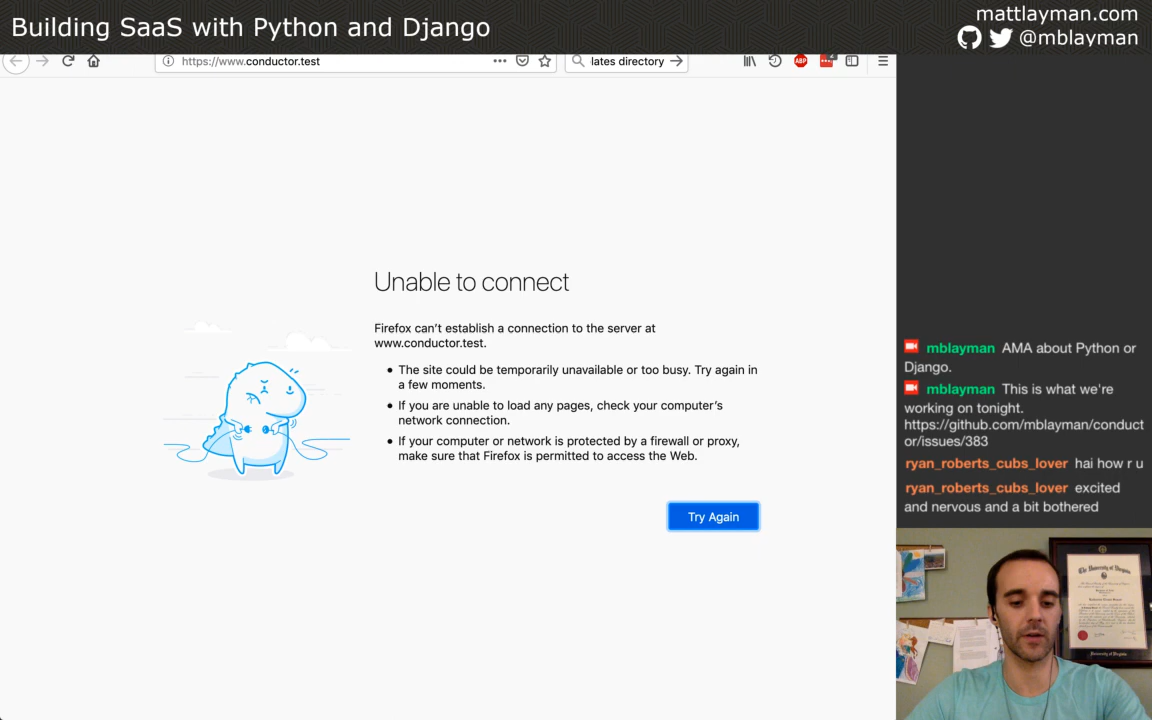 Building SaaS with Python and Django
mattlayman.com
@mblayman
https://www.conductor.test
lates directory
ABP
Unable to connect
Firefox can't establish a connection to the server at
www.conductor.test.
The site could be temporarily unavailable or too busy. Try again in
a few moments.
If you are unable to load any pages, check your computer's
network connection.
If your computer or network is protected by a firewall or proxy,
make sure that Firefox is permitted to access the Web.
Try Again
mblayman AMA about Python or
Django.
mblayman This is what we're
working on tonight.
https://github.com/mblayman/conduct
or/issues/383
ryan_roberts_cubs_lover hai how r u
ryan_roberts_cubs_lover excited
and nervous and a bit bothered
The University of Virginia